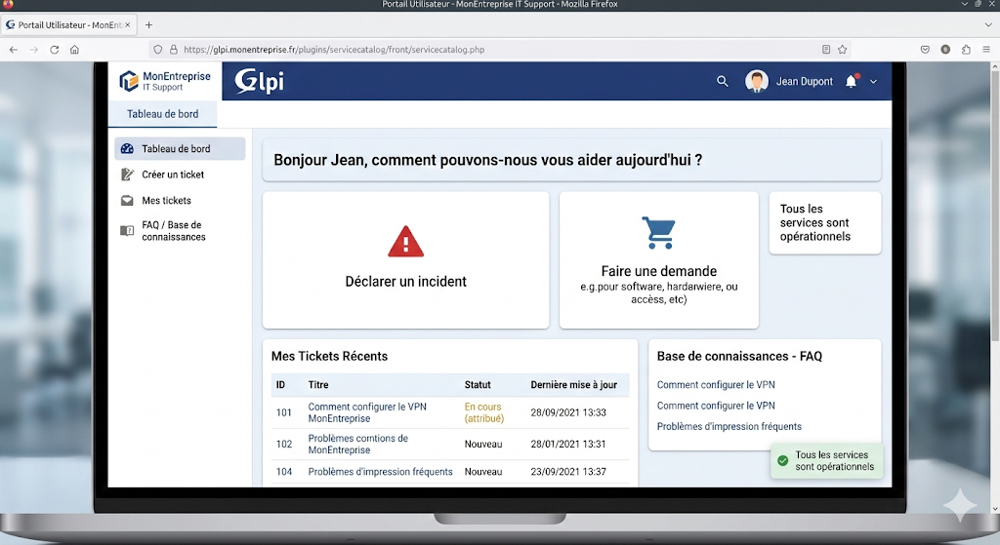 Portail Utilisateur - MonEntreprise IT Support - Mozilla Firefox
Portail Utilisateur - MonEnt
https://glpi.monentreprise.fr/plugins/servicecatalog/front/servicecatalog.php
MonEntreprise
IT Support
Glpi
Jean Dupont
Tableau de bord
Tableau de bord
Créer un ticket
Mes tickets
FAQ / Base de
connaissances
Bonjour Jean, comment pouvons-nous vous aider aujourd'hui ?
Déclarer un incident
Faire une demande
e.g.pour software, hardarwiere, ou
accès, etc)
Tous les
services sont
opérationnels
Mes Tickets Récents
ID Titre Statut Dernière mise à jour
101 Comment configurer le VPN MonEntreprise En cours (attribué) 28/09/2021 13:33
102 Problèmes comtions de MonEntreprise Nouveau 28/01/2021 13:31
104 Problèmes d'impression fréquents Nouveau 23/09/2021 13:37
Base de connaissances - FAQ
Comment configurer le VPN
Comment configurer le VPN
Problèmes d'impression fréquents
Tous les services
sont opérationnels